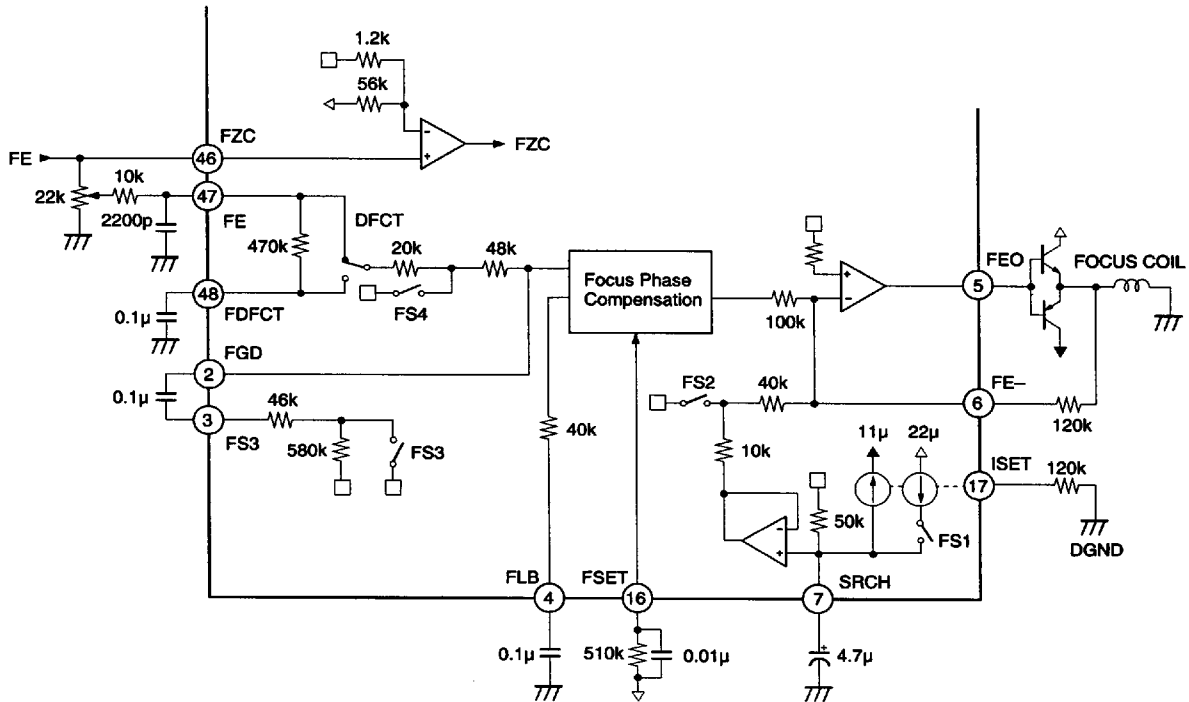 1.2k
56k
FZC
FZC
FE
46
10k
22k
47
2200p
FE
DFCT
470k
20k
48k
Focus Phase
Compensation
FEO
FOCUS COIL
5
48
FDFCT
FS4
0.1μ
100k
FGD
2
FS2
40k
FE–
6
0.1μ
46k
3
40k
120k
FS3
580k
FS3
10k
11μ
22μ
ISET
120k
17
50k
FS1
DGND
FLB
FSET
SRCH
4
16
7
0.1μ
510k
0.01μ
4.7μ